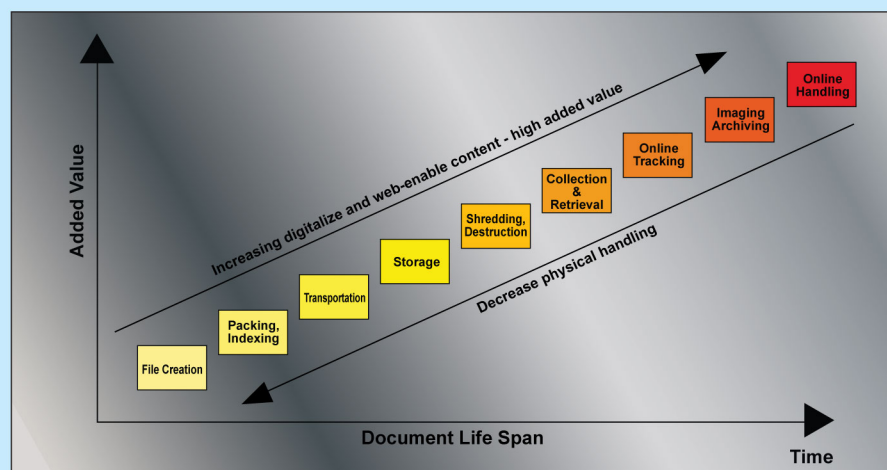 Added Value
Increasing digitalize and web-enable content - high added value
Decrease physical handling
Online
Handling
Imaging
Archiving
Online
Tracking
Collection
&
Retrieval
Shredding,
Destruction
Storage
Transportation
Packing,
Indexing
File Creation
Document Life Span
Time